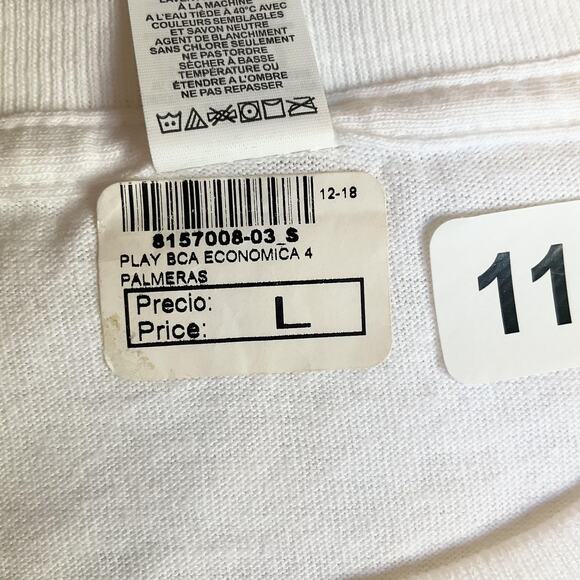 À LA MACHINE
A L'EAU TIÈDE À 40°C AVEC
COULEURS SEMBLABLES
ET SAVON NEUTRE
AGENT DE BLANCHIMENT
SANS CHLORE SEULEMENT
NE PASTORDRE
SÉCHER À BASSE
TEMPÉRATURE OU
ÉTENDRE A L'OMBRE
NE PAS REPASSER
12-18
8157008-03_S
PLAY BCA ECONOMICA 4
PALMERAS
Precio:
Price:
L
11